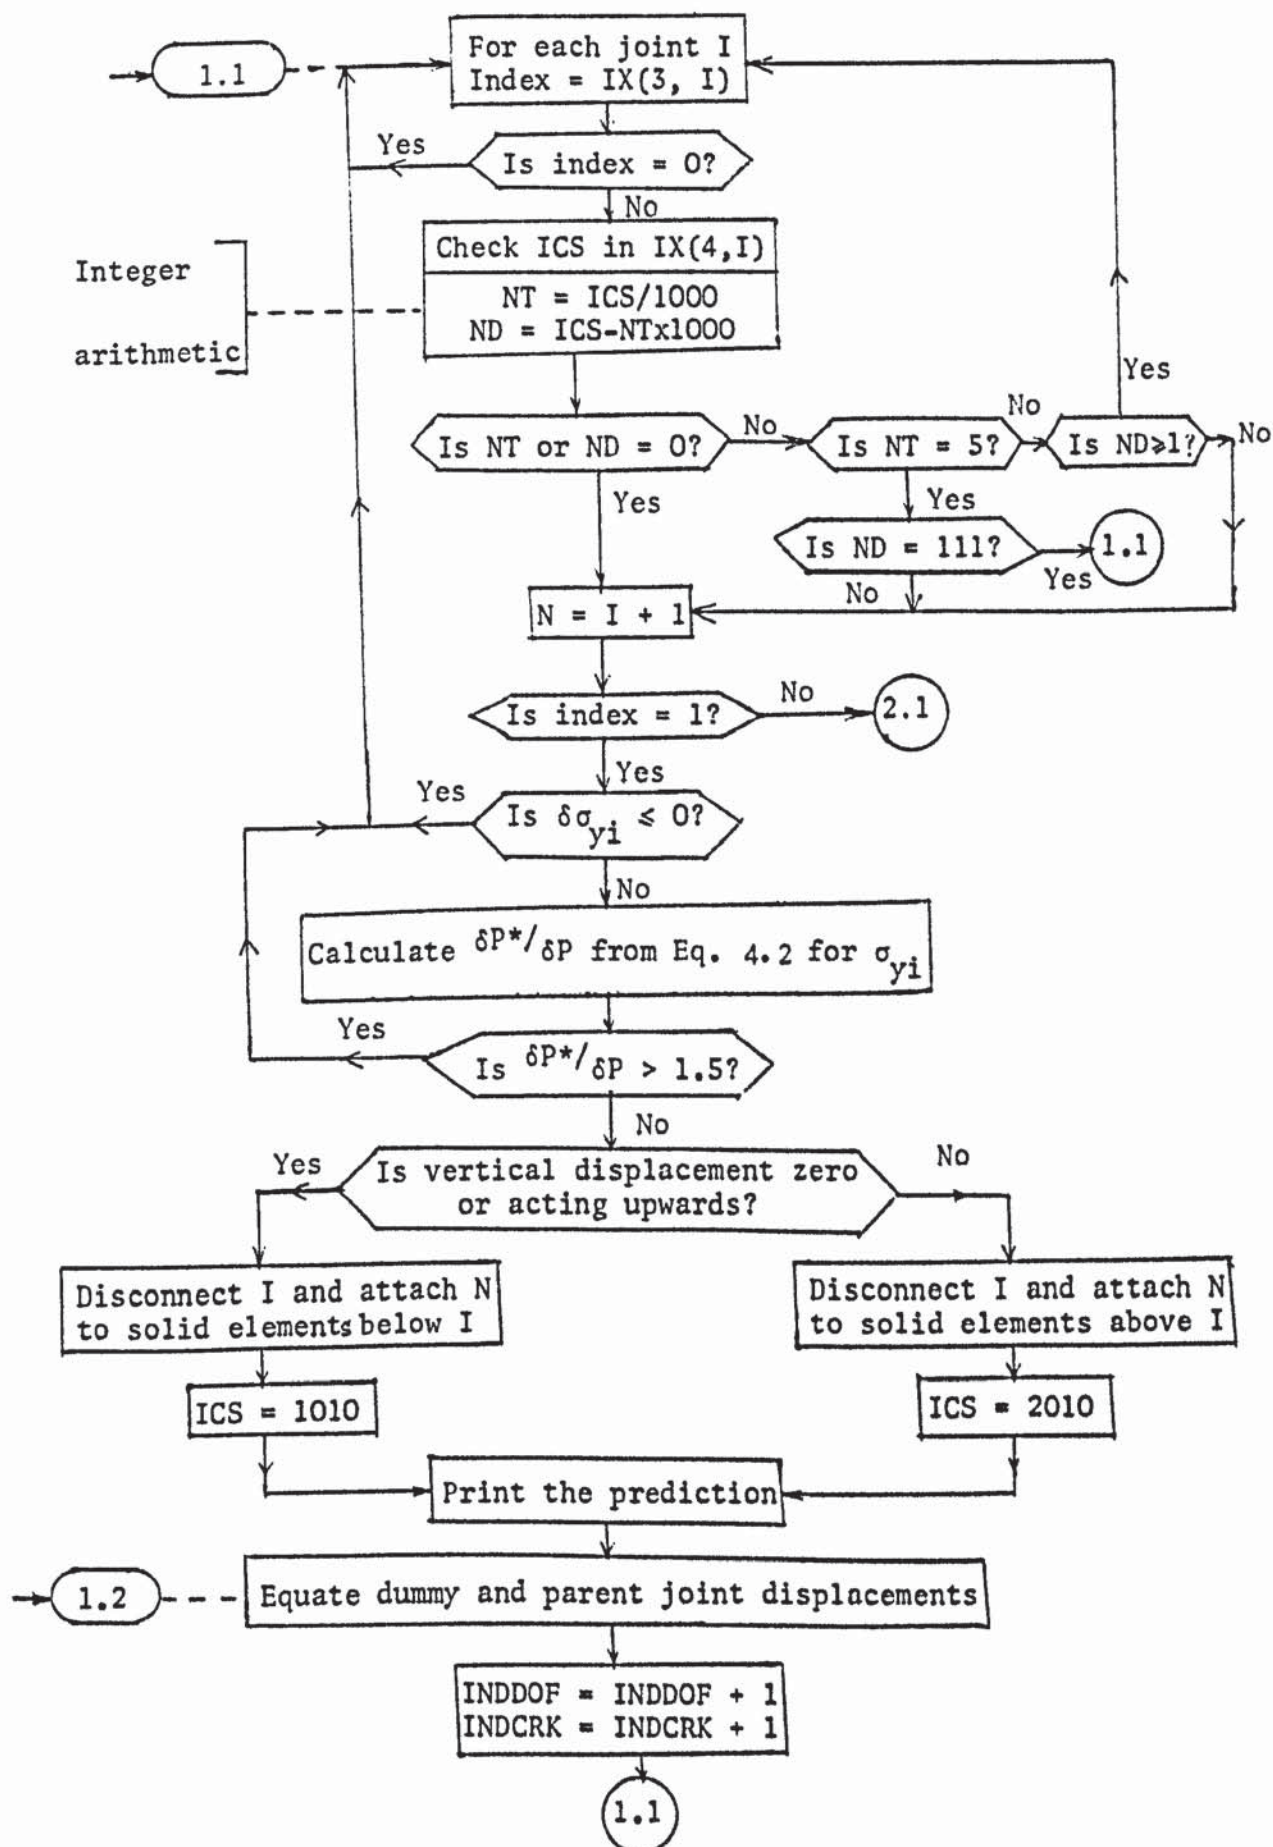 1.1
For each joint I
Index = IX(3, I)
Yes
Is index = 0?
No
Check ICS in IX(4,I)
Integer
arithmetic
NT = ICS/1000
ND = ICS-NTx1000
Yes
Is NT or ND = 0?
No
Is NT = 5?
No
Is ND≥1?
No
Yes
Yes
Is ND = 111?
Yes
1.1
No
N = I + 1
Is index = 1?
No
2.1
Yes
Yes
Is δσyi ≤ 0?
No
Calculate δP*/δP from Eq. 4.2 for σyi
Yes
Is δP*/δP > 1.5?
No
Yes
Is vertical displacement zero
or acting upwards?
No
Disconnect I and attach N
to solid elements below I
Disconnect I and attach N
to solid elements above I
ICS = 1010
ICS = 2010
Print the prediction
1.2
Equate dummy and parent joint displacements
INDDOF = INDDOF + 1
INDCRK = INDCRK + 1
1.1